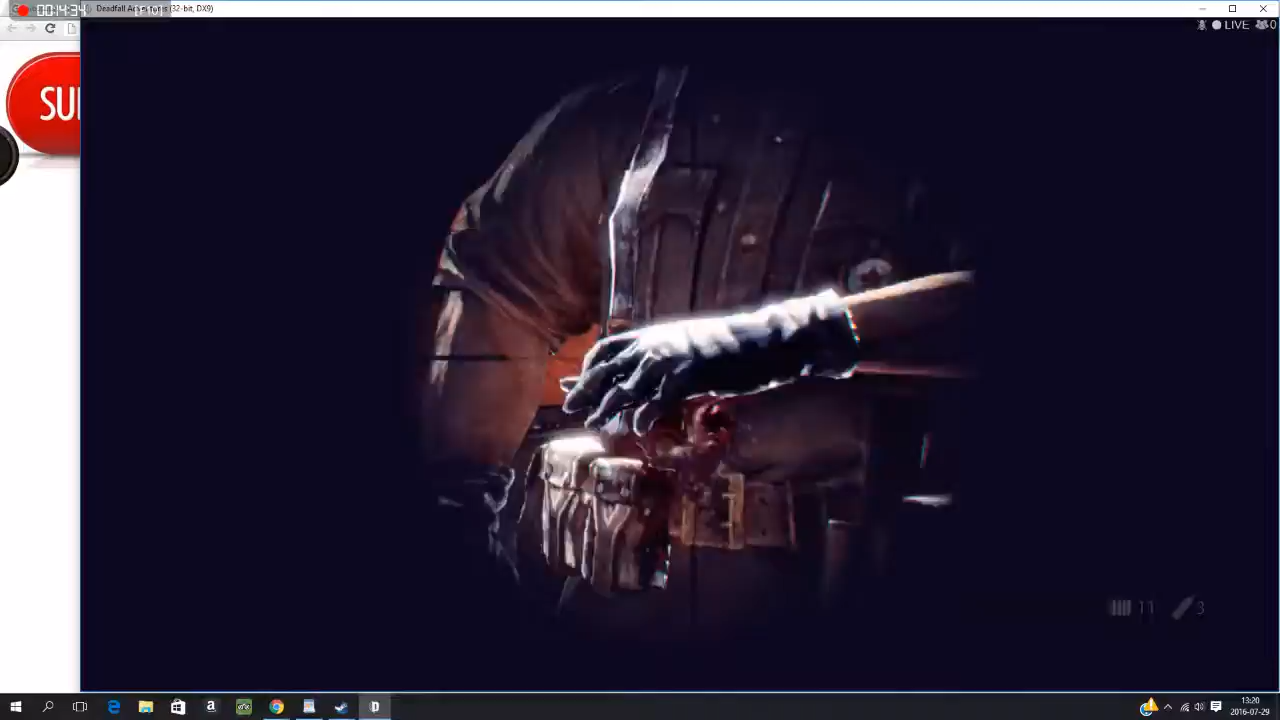 00:14:34
Deadfall Adventures (32-bit, DX9)
LIVE 0
SU
11 3
a
13:20
2016-07-29